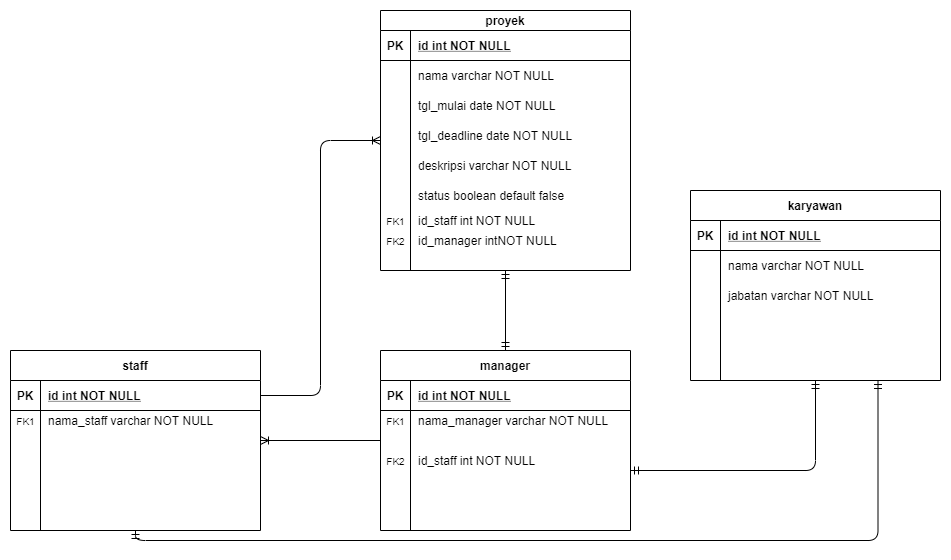 proyek
PK id int NOT NULL
nama varchar NOT NULL
tgl_mulai date NOT NULL
tgl_deadline date NOT NULL
deskripsi varchar NOT NULL
status boolean default false
FK1 id_staff int NOT NULL
FK2 id_manager intNOT NULL
karyawan
PK id int NOT NULL
nama varchar NOT NULL
jabatan varchar NOT NULL
staff
PK id int NOT NULL
FK1 nama_staff varchar NOT NULL
manager
PK id int NOT NULL
FK1 nama_manager varchar NOT NULL
FK2 id_staff int NOT NULL